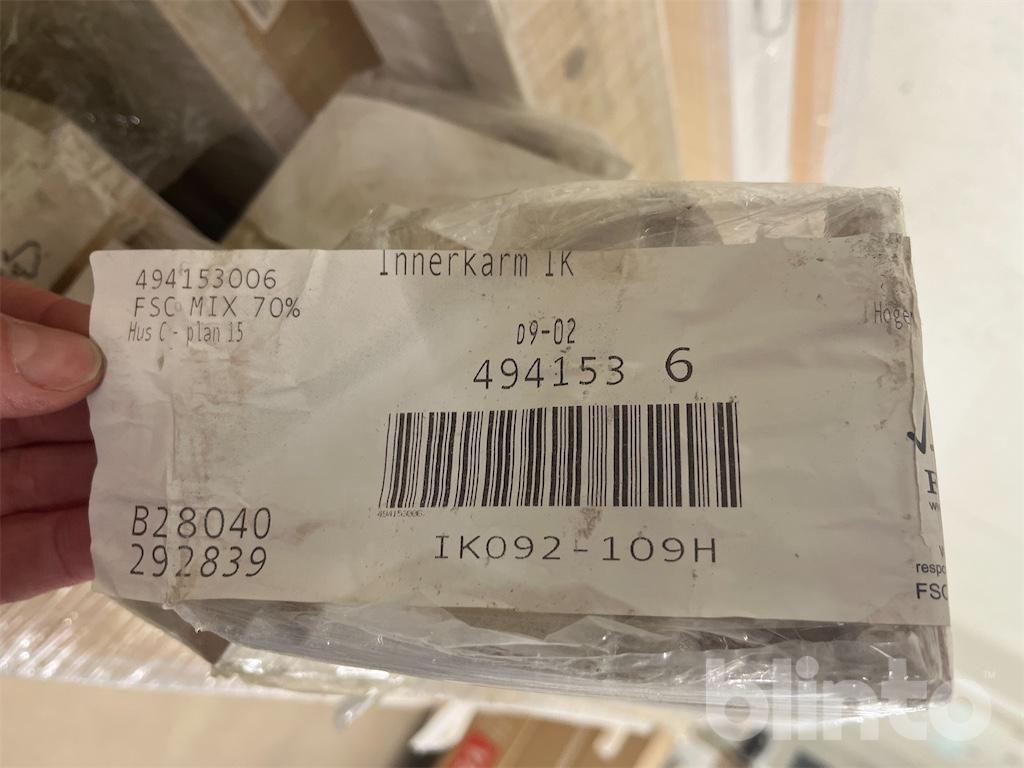 494153006
FSC MIX 70%
Hus C - plan 15
Innerkarm IK
D9-02
494153 6
494153006
B28040
292839
IK092-109H
FSC
blinto